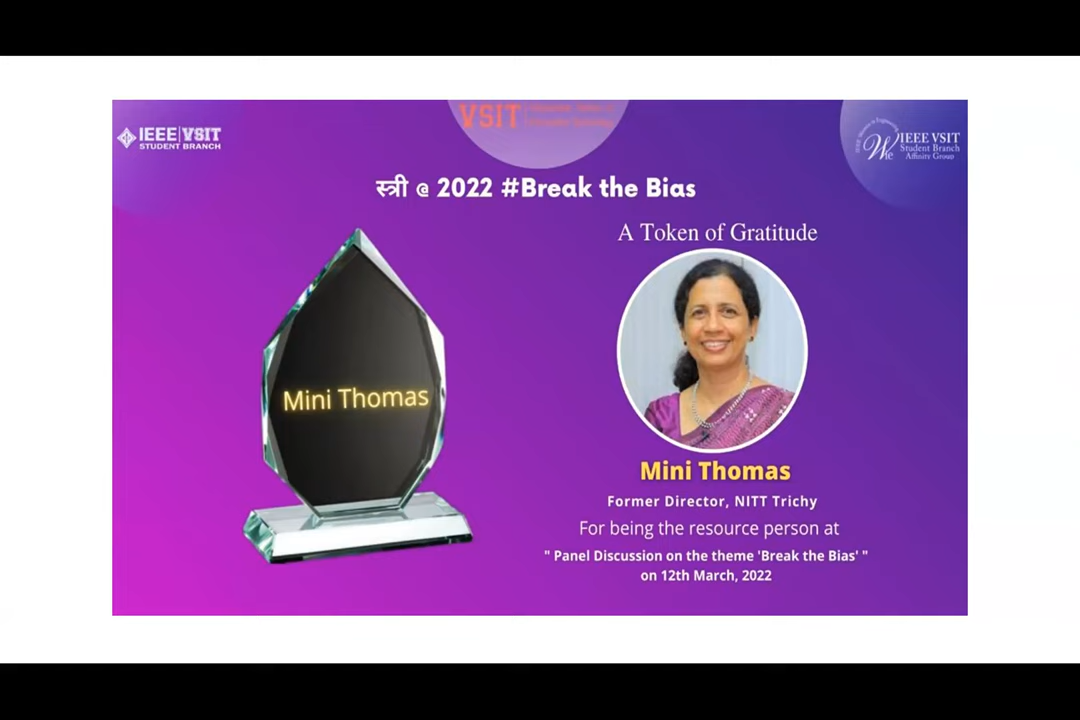 IEEE VSIT
STUDENT BRANCH
VSIT
We
IEEE VSIT
Student Branch
Affinity Group
स्त्री @ 2022 #Break the Bias
A Token of Gratitude
Mini Thomas
Mini Thomas
Former Director, NITT Trichy
For being the resource person at
" Panel Discussion on the theme 'Break the Bias' "
on 12th March, 2022